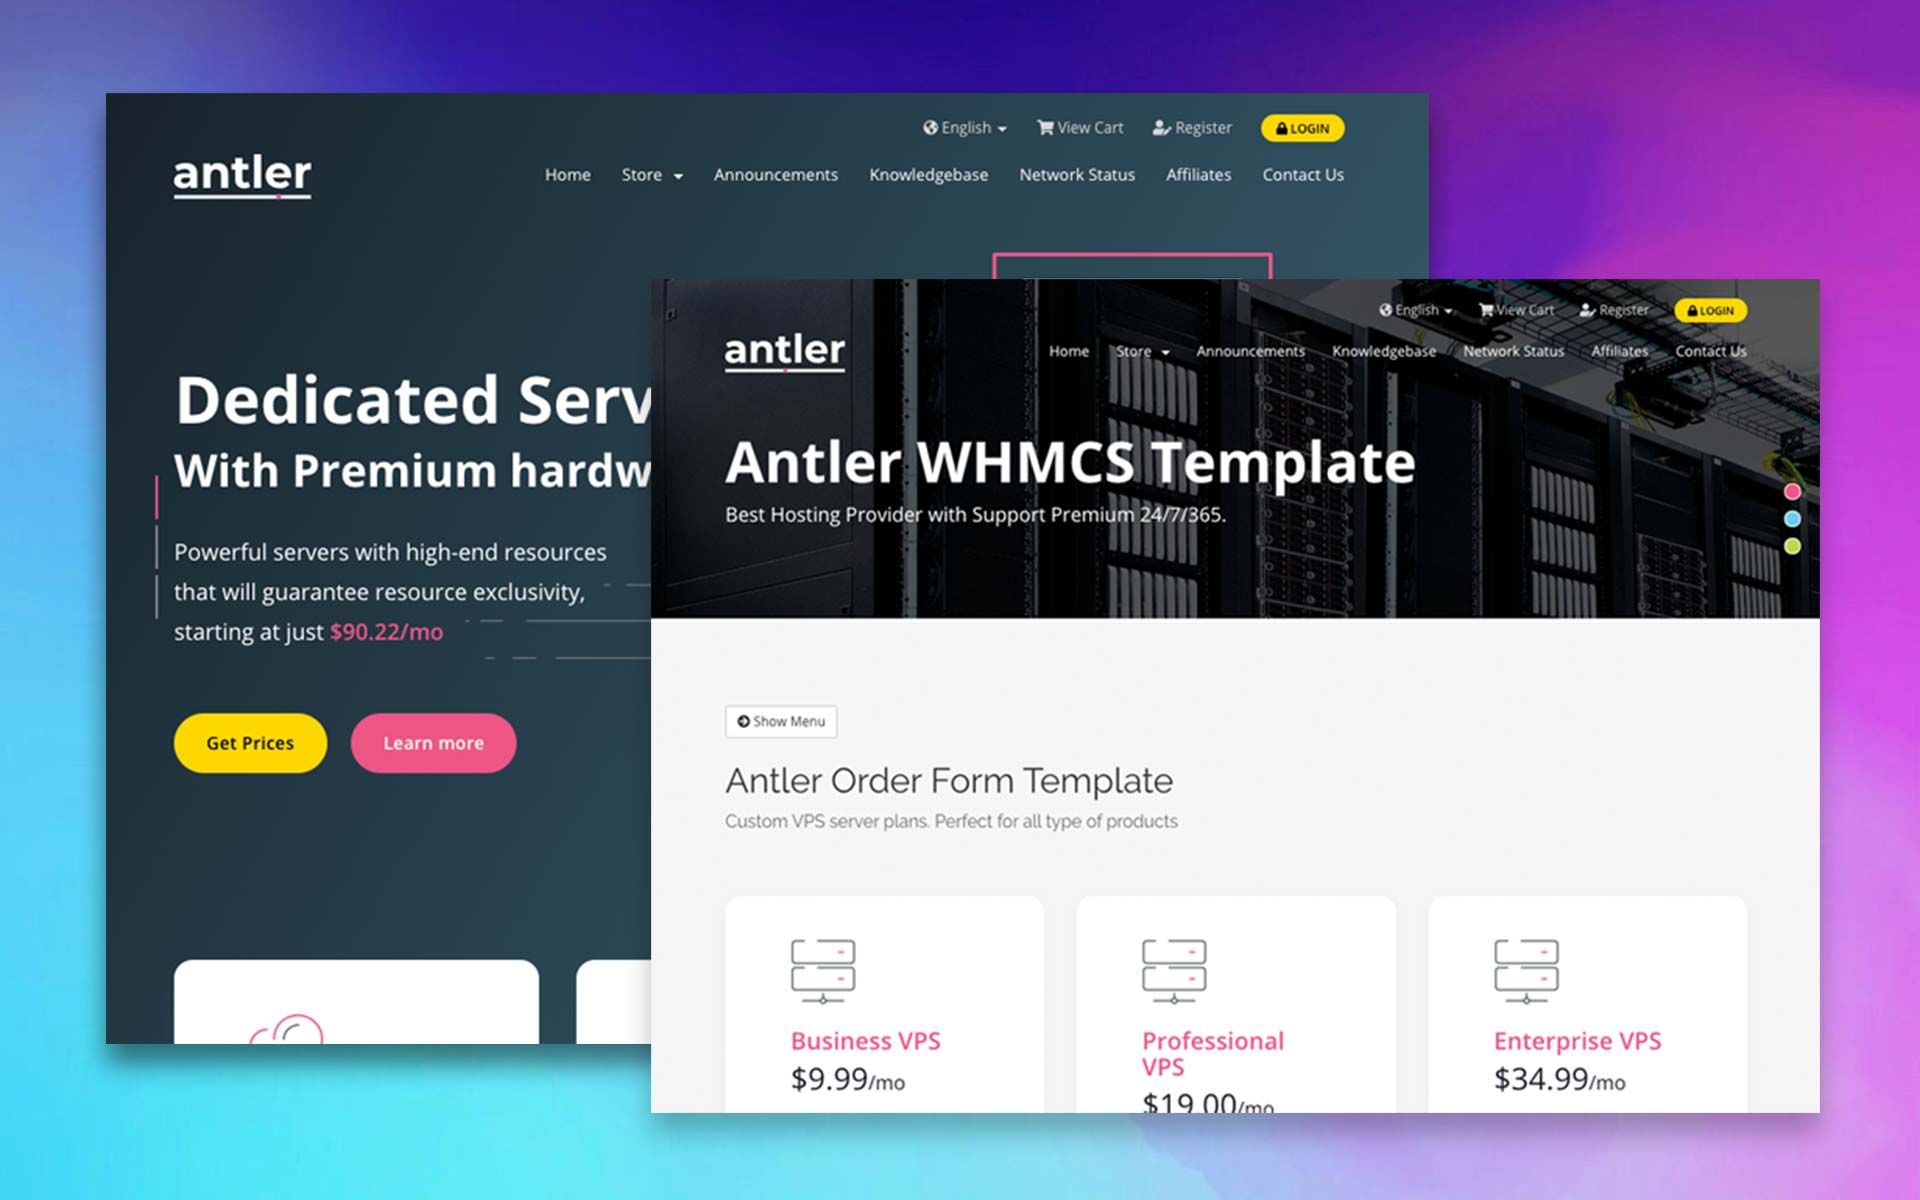 English
View Cart
Register
LOGIN
antler
Home
Store
Announcements
Knowledgebase
Network Status
Affiliates
Contact Us
Dedicated Serv
With Premium hardw
Powerful servers with high-end resources
that will guarantee resource exclusivity,
starting at just $90.22/mo
Get Prices
Learn more
English
View Cart
Register
LOGIN
antler
Home
Store
Announcements
Knowledgebase
Network Status
Affiliates
Contact Us
Antler WHMCS Template
Best Hosting Provider with Support Premium 24/7/365.
Show Menu
Antler Order Form Template
Custom VPS server plans. Perfect for all type of products
Business VPS
$9.99/mo
Professional
VPS
$19.00/mo
Enterprise VPS
$34.99/mo